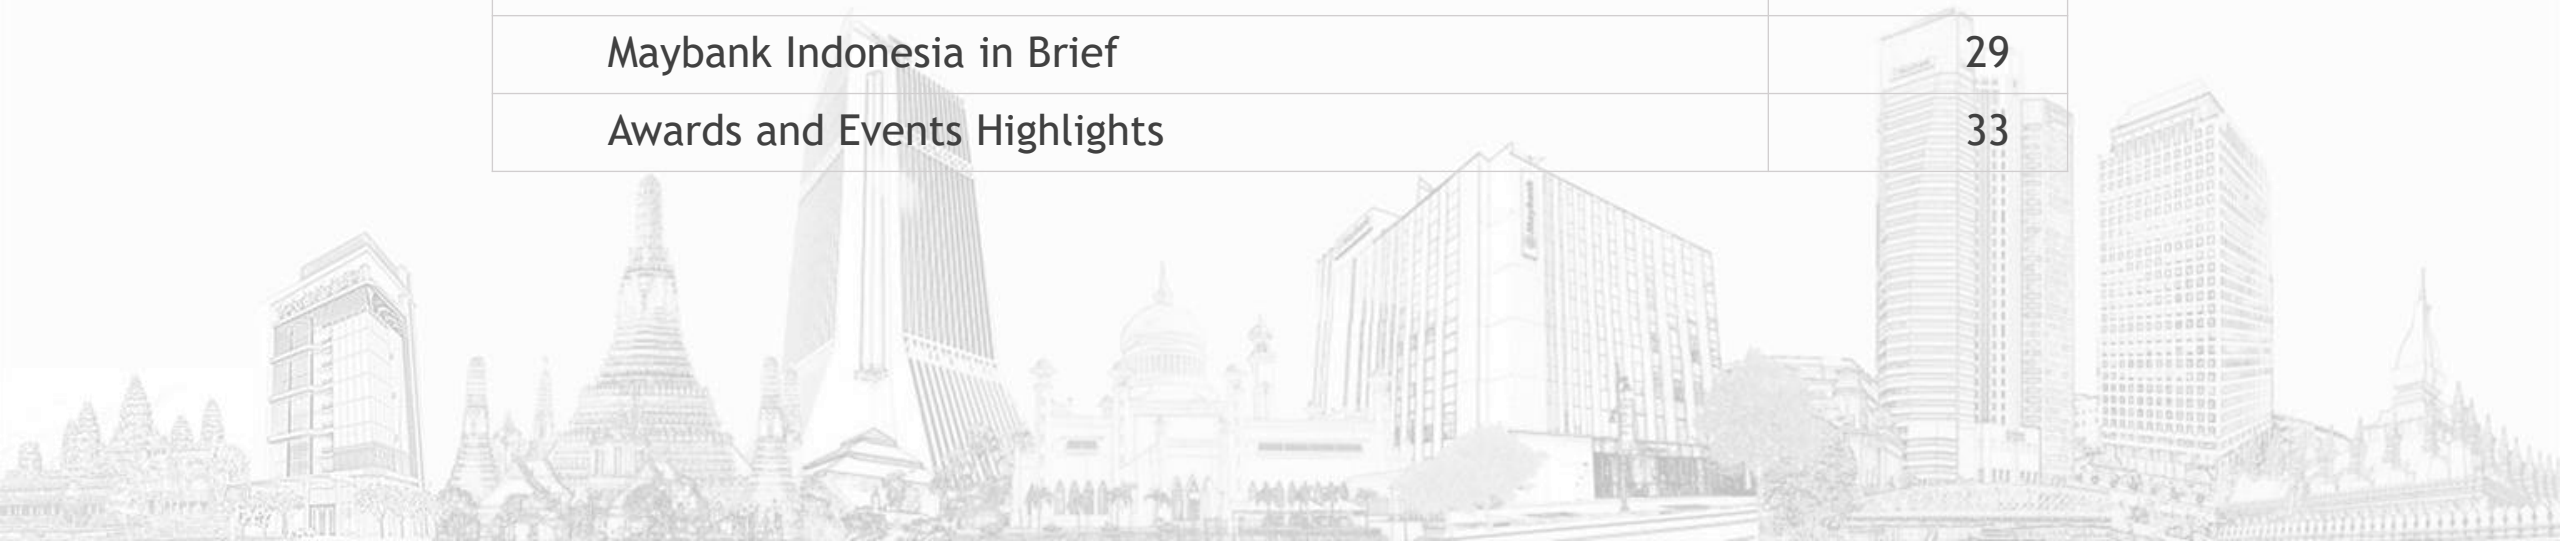 Maybank Indonesia in Brief 29
Awards and Events Highlights 33